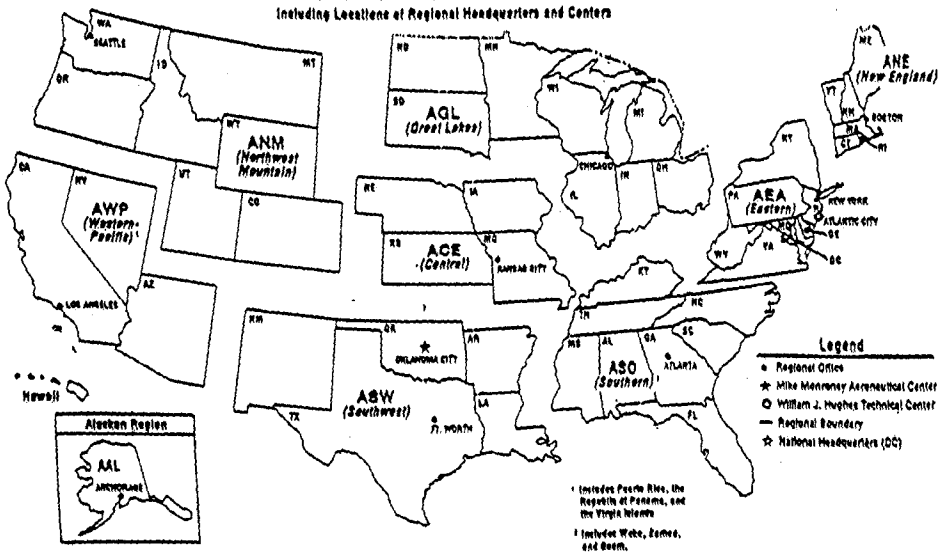 Including Locations of Regional Headquarters and Centers
WA
SEATTLE
OR
ID
MT
WY
ANM
(Northwest
Mountain)
ND
MN
SD
AGL
(Great Lakes)
WI
MI
ME
ANE
(New England)
VT
NH
BOSTON
MA
CT
RI
NY
CA
NV
AWP
(Western-
Pacific)
UT
CO
NE
IA
KS
ACE
(Central)
MO
KANSAS CITY
CHICAGO
IL
IN
OH
PA
AEA
(Eastern)
NEW YORK
ATLANTIC CITY
DE
DC
WV
VA
KY
LOS ANGELES
AZ
NM
OKLAHOMA CITY
AR
TN
NC
SC
MS
AL
GA
ASO
(Southern)
ATLANTA
Hawaii
TX
ASW
(Southwest)
FT. WORTH
LA
FL
Legend
Regional Office
Mike Monroney Aeronautical Center
William J. Hughes Technical Center
Regional Boundary
National Headquarters (DC)
Alaskan Region
AAL
ANCHORAGE
¹ Includes Puerto Rico, the
Republic of Panama, and
the Virgin Islands
² Includes Wake, Samoa,
and Guam.